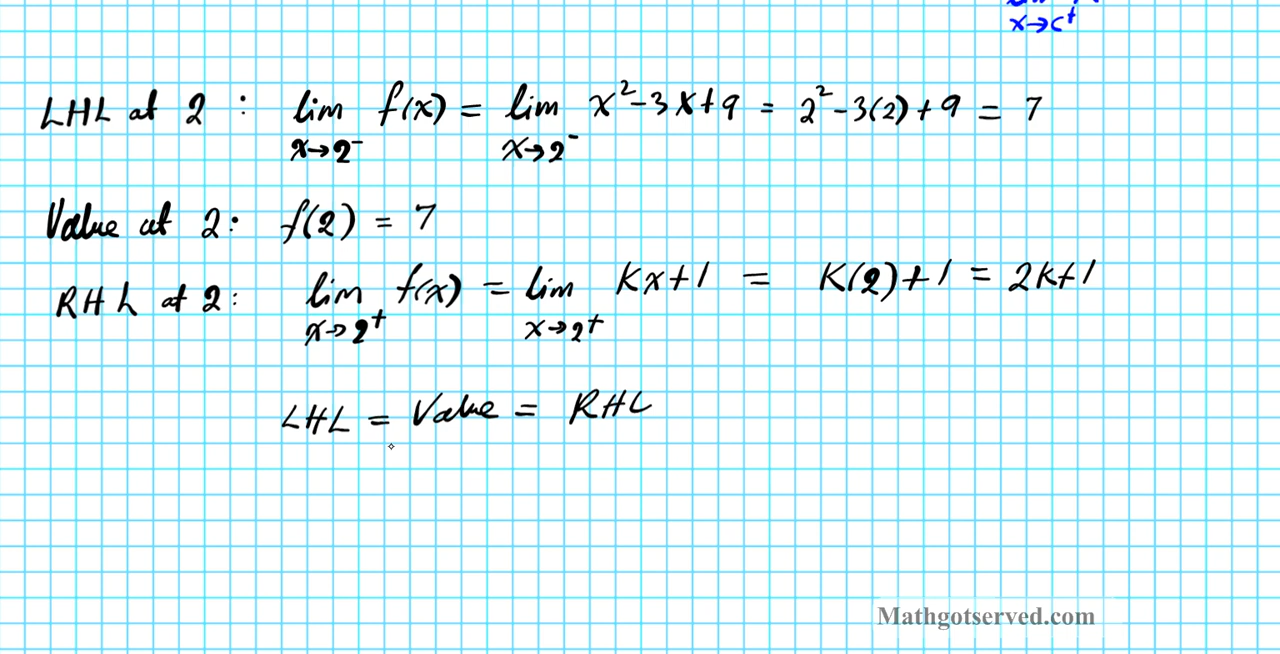 x→c⁺
LHL at 2 : lim f(x) = lim x²-3x+9 = 2²-3(2)+9 = 7
x→2⁻ x→2⁻
Value at 2: f(2) = 7
RHL at 2: lim f(x) = lim Kx+1 = K(2)+1 = 2K+1
x→2⁺ x→2⁺
LHL = Value = RHL
Mathgotserved.com